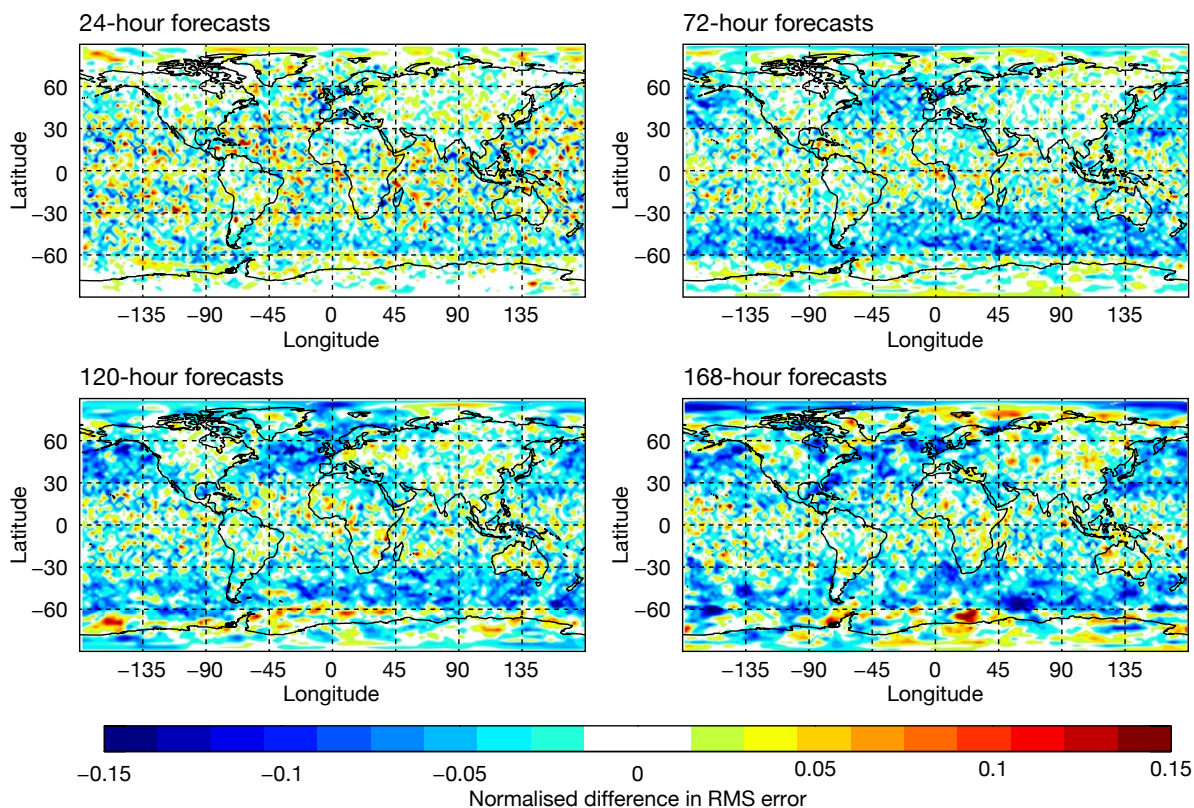 24-hour forecasts
72-hour forecasts
Latitude
60
30
0
−30
−60
−135 −90 −45 0 45 90 135
Longitude
Latitude
60
30
0
−30
−60
−135 −90 −45 0 45 90 135
Longitude
120-hour forecasts
168-hour forecasts
Latitude
60
30
0
−30
−60
−135 −90 −45 0 45 90 135
Longitude
Latitude
60
30
0
−30
−60
−135 −90 −45 0 45 90 135
Longitude
−0.15 −0.1 −0.05 0 0.05 0.1 0.15
Normalised difference in RMS error